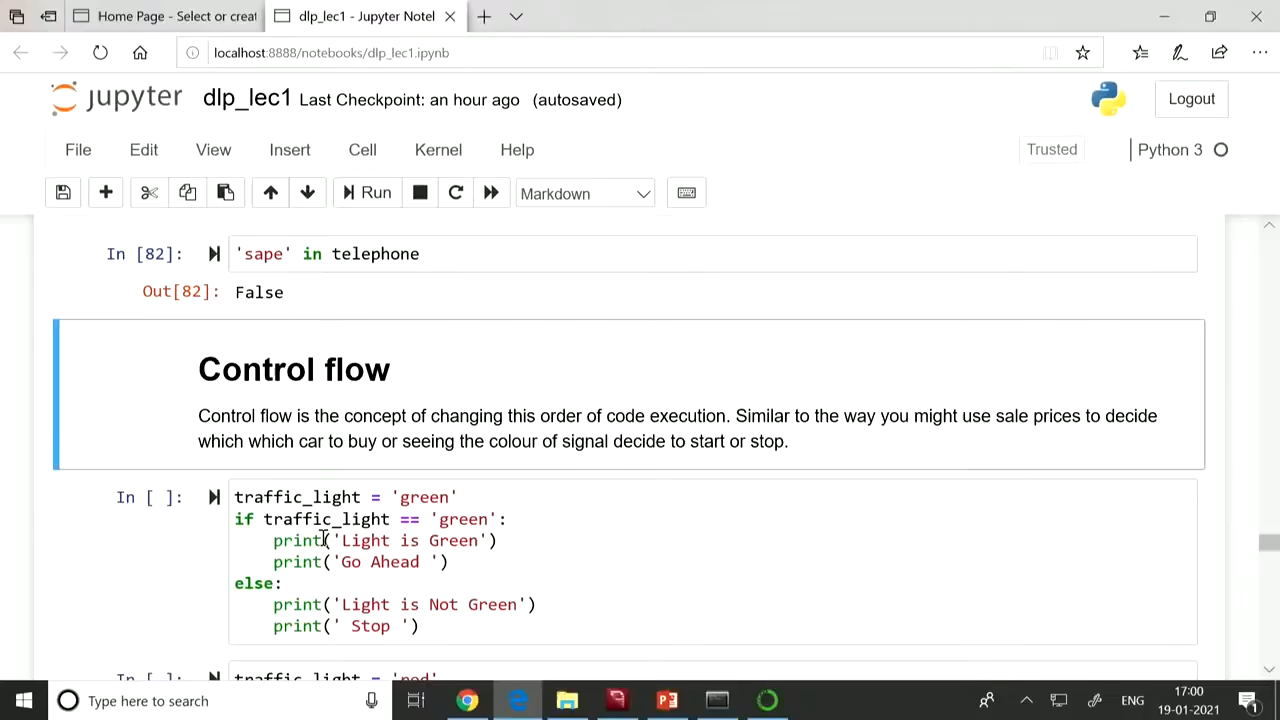 Home Page - Select or creat
dlp_lec1 - Jupyter Notel
localhost:8888/notebooks/dlp_lec1.ipynb
jupyter dlp_lec1 Last Checkpoint: an hour ago (autosaved)
Logout
File Edit View Insert Cell Kernel Help
Trusted
Python 3
Run
Markdown
In [82]: 'sape' in telephone
Out[82]: False
Control flow
Control flow is the concept of changing this order of code execution. Similar to the way you might use sale prices to decide
which which car to buy or seeing the colour of signal decide to start or stop.
In [ ]: traffic_light = 'green'
if traffic_light == 'green':
print('Light is Green')
print('Go Ahead ')
else:
print('Light is Not Green')
print(' Stop ')
In [ ]: traffic_light = 'red'
Type here to search
ENG
17:00
19-01-2021
1